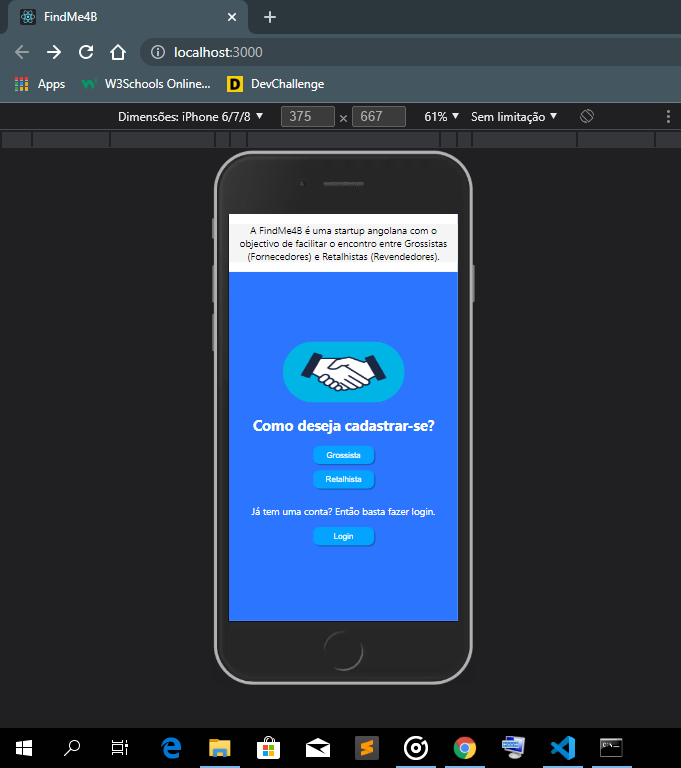 FindMe4B
localhost:3000
Apps
W3Schools Online...
DevChallenge
Dimensões: iPhone 6/7/8
375 × 667
61%
Sem limitação
A FindMe4B é uma startup angolana com o
objectivo de facilitar o encontro entre Grossistas
(Fornecedores) e Retalhistas (Revendedores).
Como deseja cadastrar-se?
Grossista
Retalhista
Já tem uma conta? Então basta fazer login.
Login